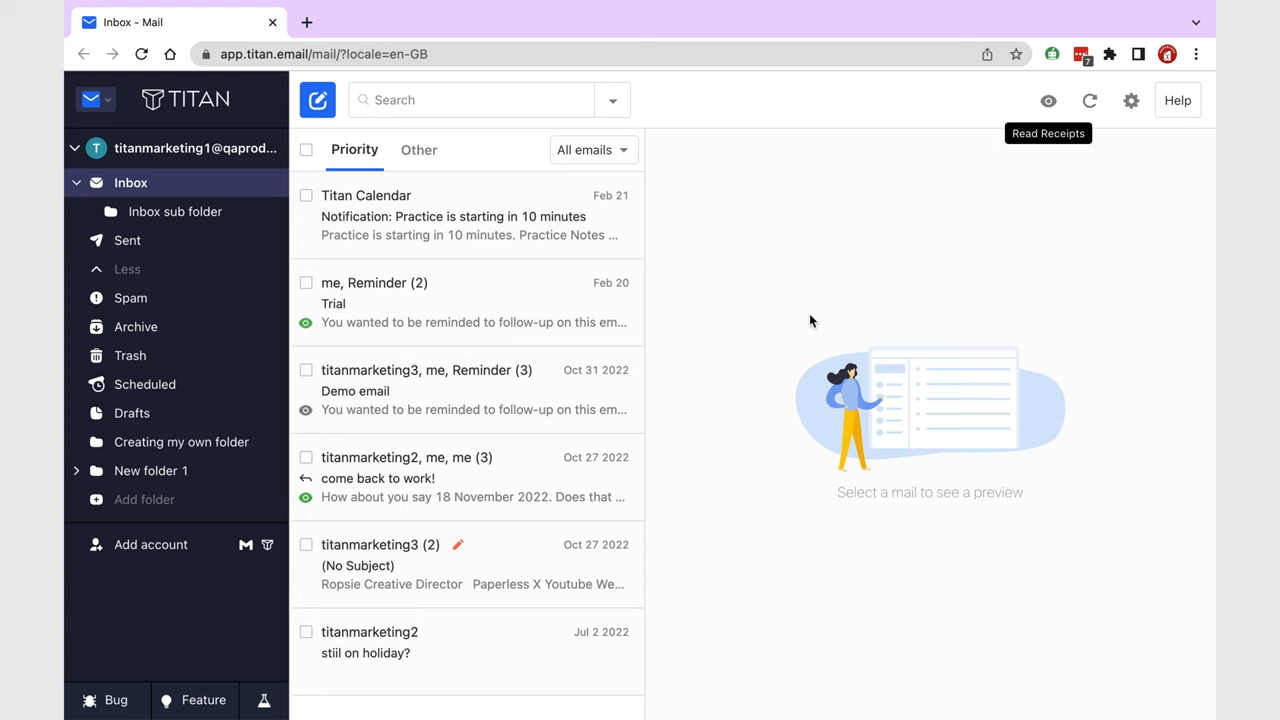 Inbox - Mail
app.titan.email/mail/?locale=en-GB
7
TITAN
Search
Help
Read Receipts
T titanmarketing1@qaprod...
Inbox
Inbox sub folder
Sent
Less
Spam
Archive
Trash
Scheduled
Drafts
Creating my own folder
New folder 1
Add folder
Add account
Bug
Feature
Priority
Other
All emails
Titan Calendar Feb 21
Notification: Practice is starting in 10 minutes
Practice is starting in 10 minutes. Practice Notes ...
me, Reminder (2) Feb 20
Trial
You wanted to be reminded to follow-up on this em...
titanmarketing3, me, Reminder (3) Oct 31 2022
Demo email
You wanted to be reminded to follow-up on this em...
titanmarketing2, me, me (3) Oct 27 2022
come back to work!
How about you say 18 November 2022. Does that ...
titanmarketing3 (2) Oct 27 2022
(No Subject)
Ropsie Creative Director Paperless X Youtube We...
titanmarketing2 Jul 2 2022
stiil on holiday?
Select a mail to see a preview